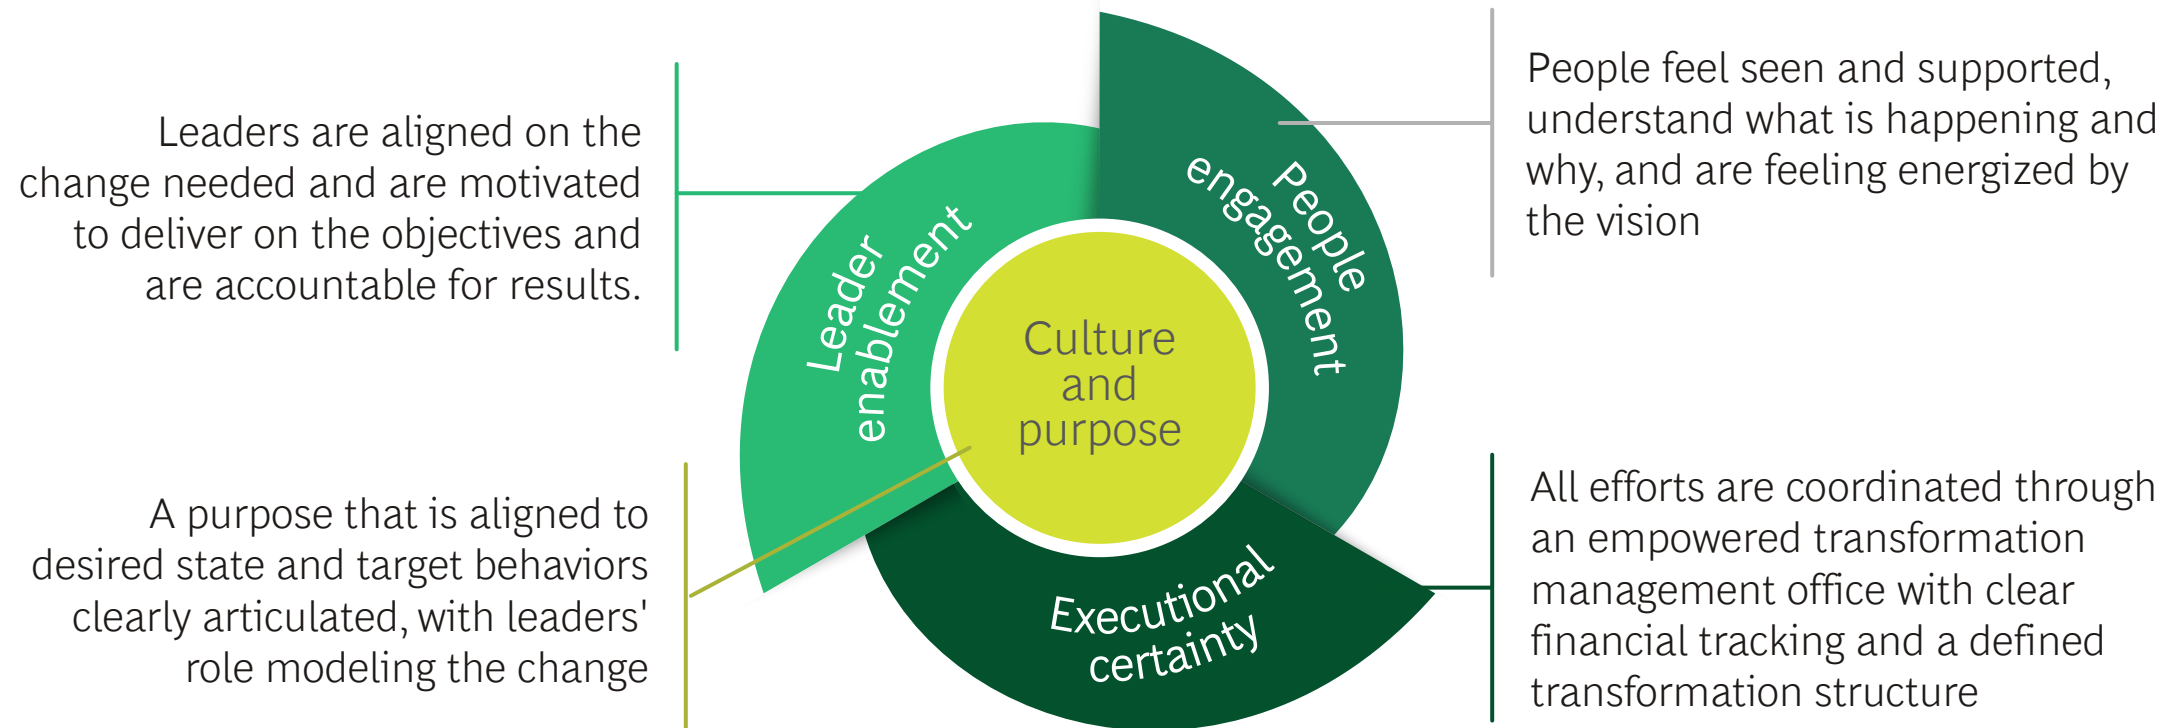 Leaders are aligned on the
change needed and are motivated
to deliver on the objectives and
are accountable for results.
Leader
enablement
People
engagement
People feel seen and supported,
understand what is happening and
why, and are feeling energized by
the vision
Culture
and
purpose
A purpose that is aligned to
desired state and target behaviors
clearly articulated, with leaders'
role modeling the change
Executional
certainty
All efforts are coordinated through
an empowered transformation
management office with clear
financial tracking and a defined
transformation structure